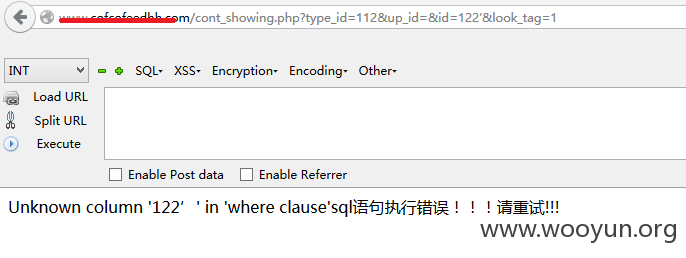 .com/cont_showing.php?type_id=112&up_id=&id=122'&look_tag=1
INT SQL XSS Encryption Encoding Other
Load URL
Split URL
Execute
Enable Post data Enable Referrer
Unknown column '122′' in 'where clause'sql语句执行错误！！！请重试!!!
www.wooyun.org